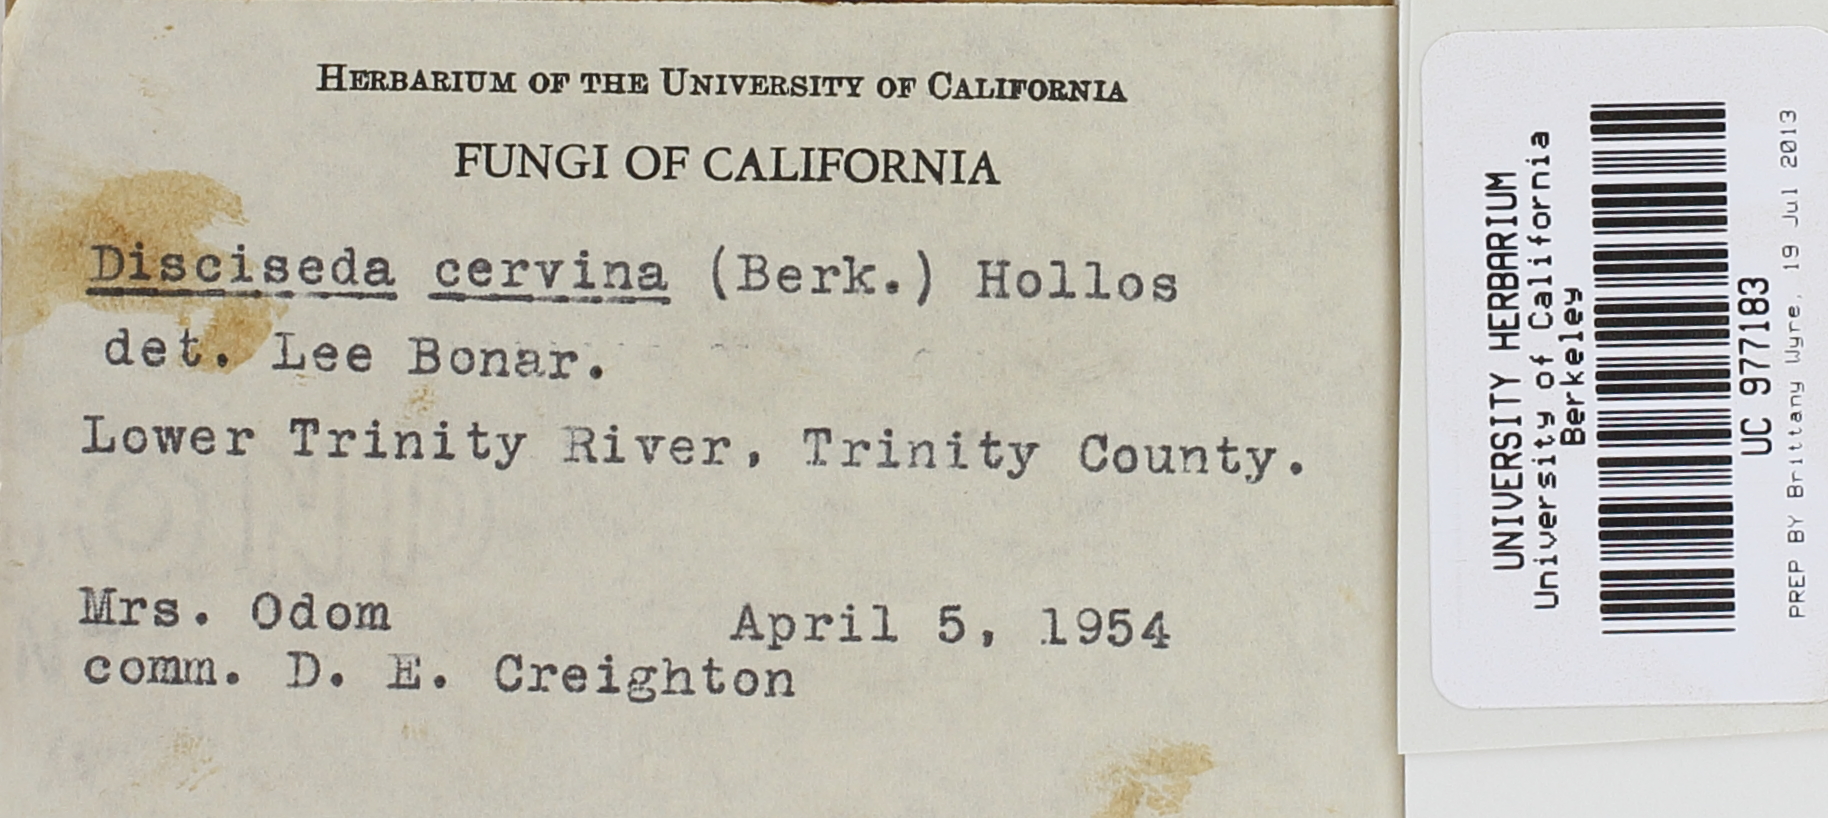 HERBARIUM OF THE UNIVERSITY OF CALIFORNIA
FUNGI OF CALIFORNIA
Disciseda cervina (Berk.) Hollos
det. Lee Bonar.
Lower Trinity River, Trinity County.
Mrs. Odom April 5, 1954
comm. D. E. Creighton
UNIVERSITY HERBARIUM
University of California
Berkeley
UC 977183
PREP BY Brittany Wyre, 19 Jul 2013